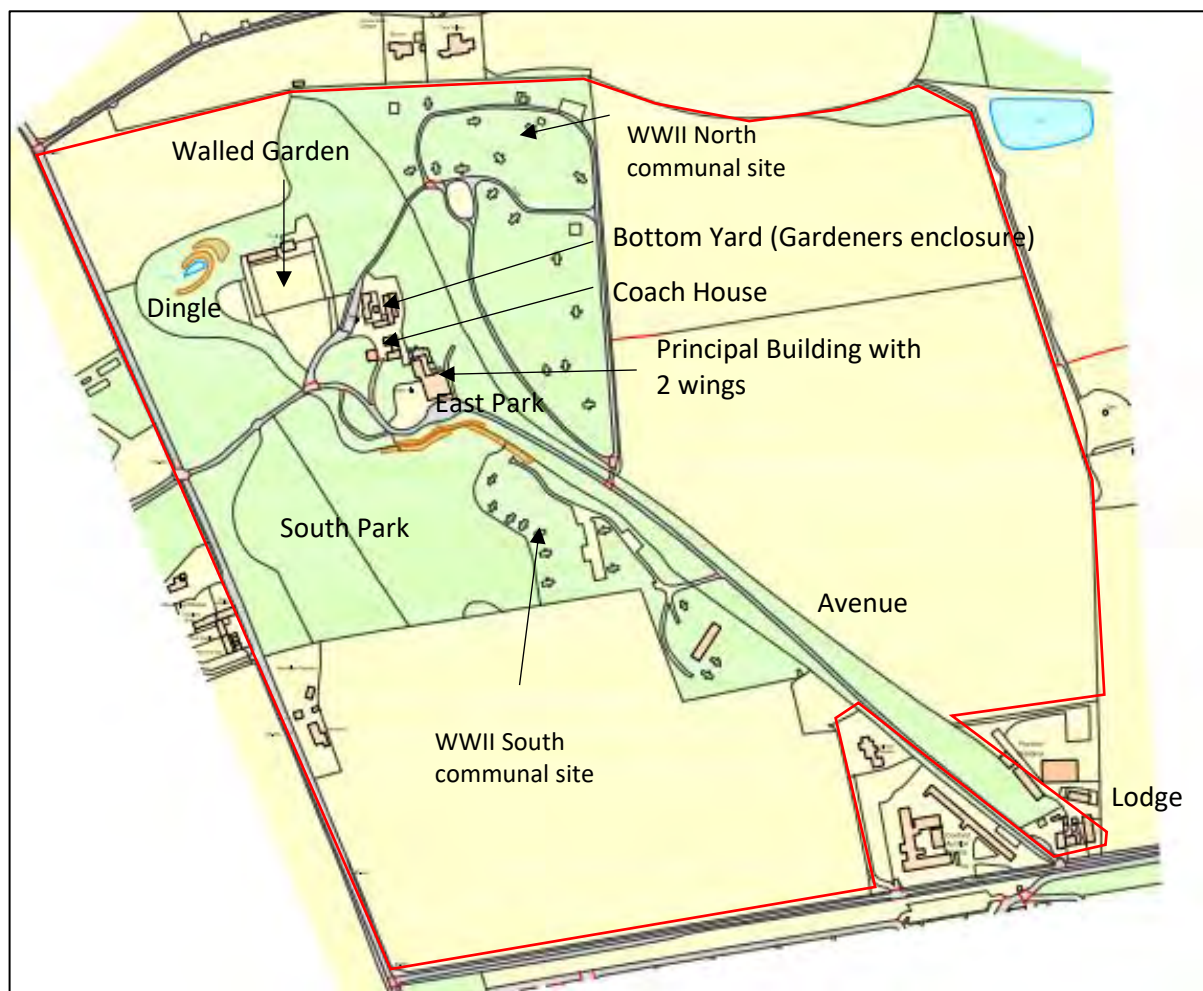 WWII North
communal site
Walled Garden
Bottom Yard (Gardeners enclosure)
Coach House
Dingle
Principal Building with
2 wings
East Park
South Park
Avenue
WWII South
communal site
Lodge